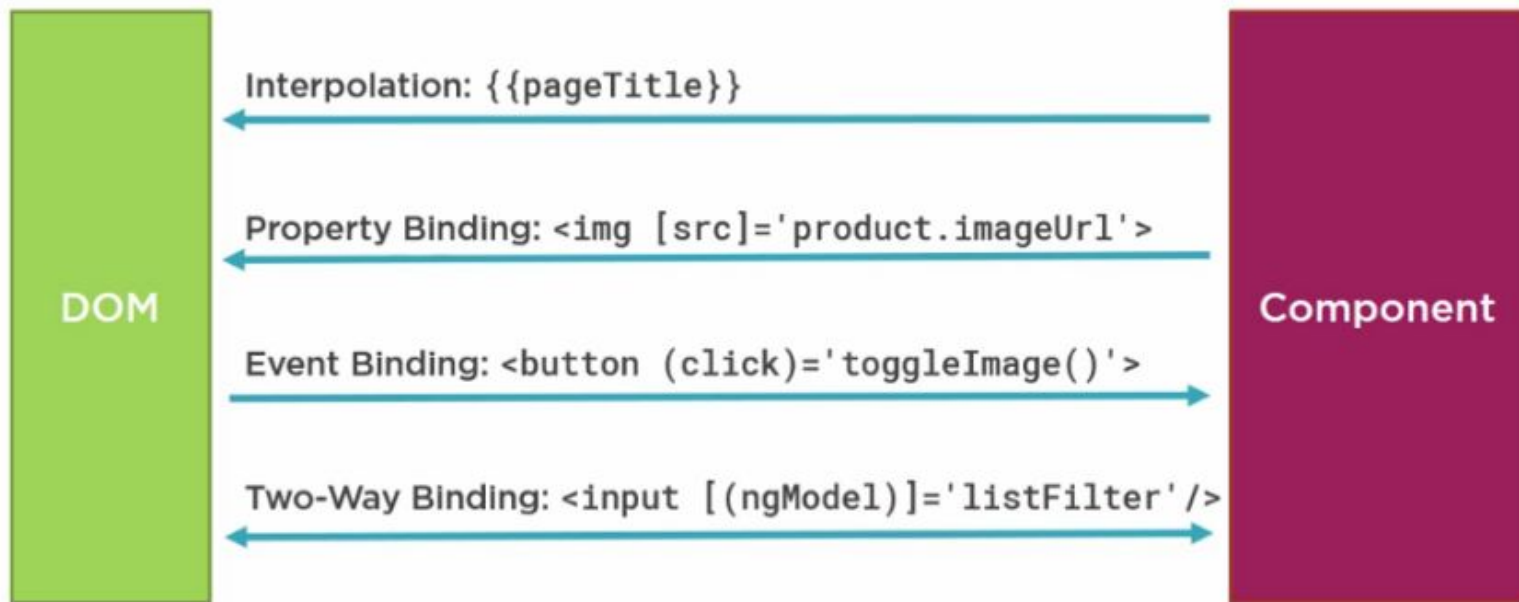 Interpolation: {{pageTitle}}
Property Binding: <img [src]='product.imageUrl'>
DOM
Component
Event Binding: <button (click)='toggleImage()'>
Two-Way Binding: <input [(ngModel)]='listFilter'/>